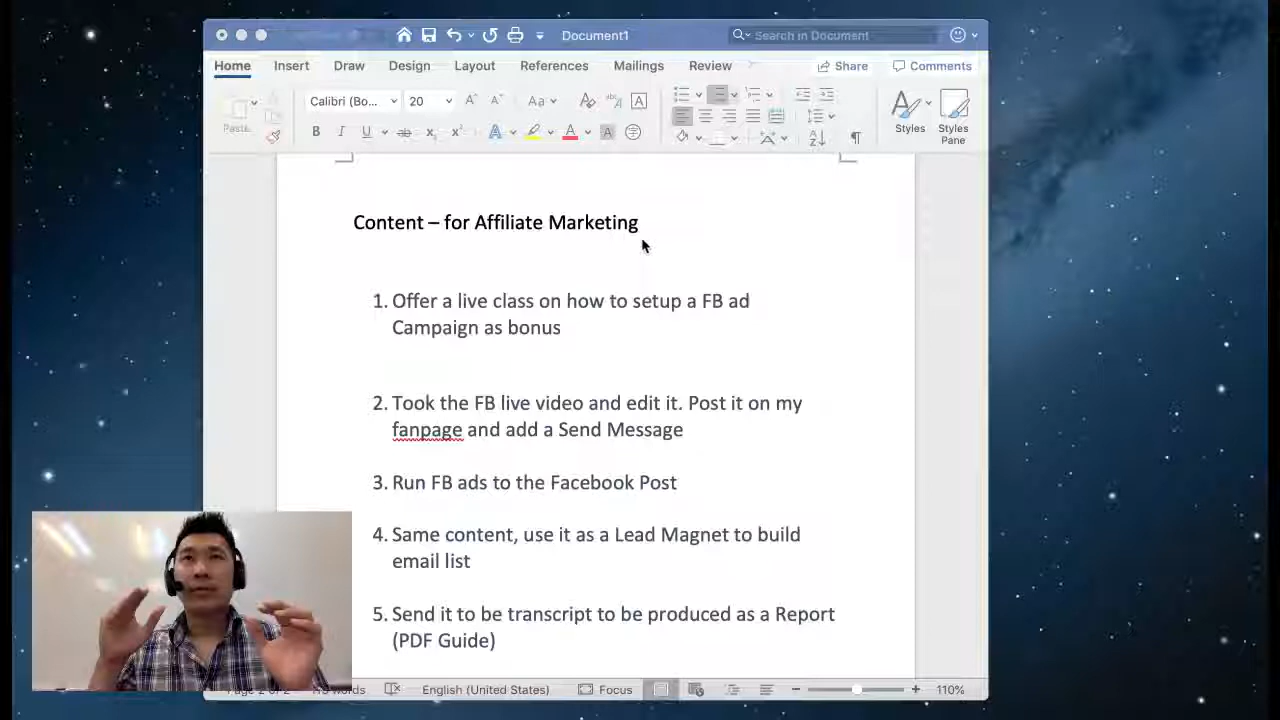 Document1
Search in Document
Home Insert Draw Design Layout References Mailings Review Share Comments
Calibri (Bo... 20 Aa
Paste
Styles Styles
Pane
Content – for Affiliate Marketing
1. Offer a live class on how to setup a FB ad
Campaign as bonus
2. Took the FB live video and edit it. Post it on my
fanpage and add a Send Message
3. Run FB ads to the Facebook Post
4. Same content, use it as a Lead Magnet to build
email list
5. Send it to be transcript to be produced as a Report
(PDF Guide)
words English (United States) Focus 110%